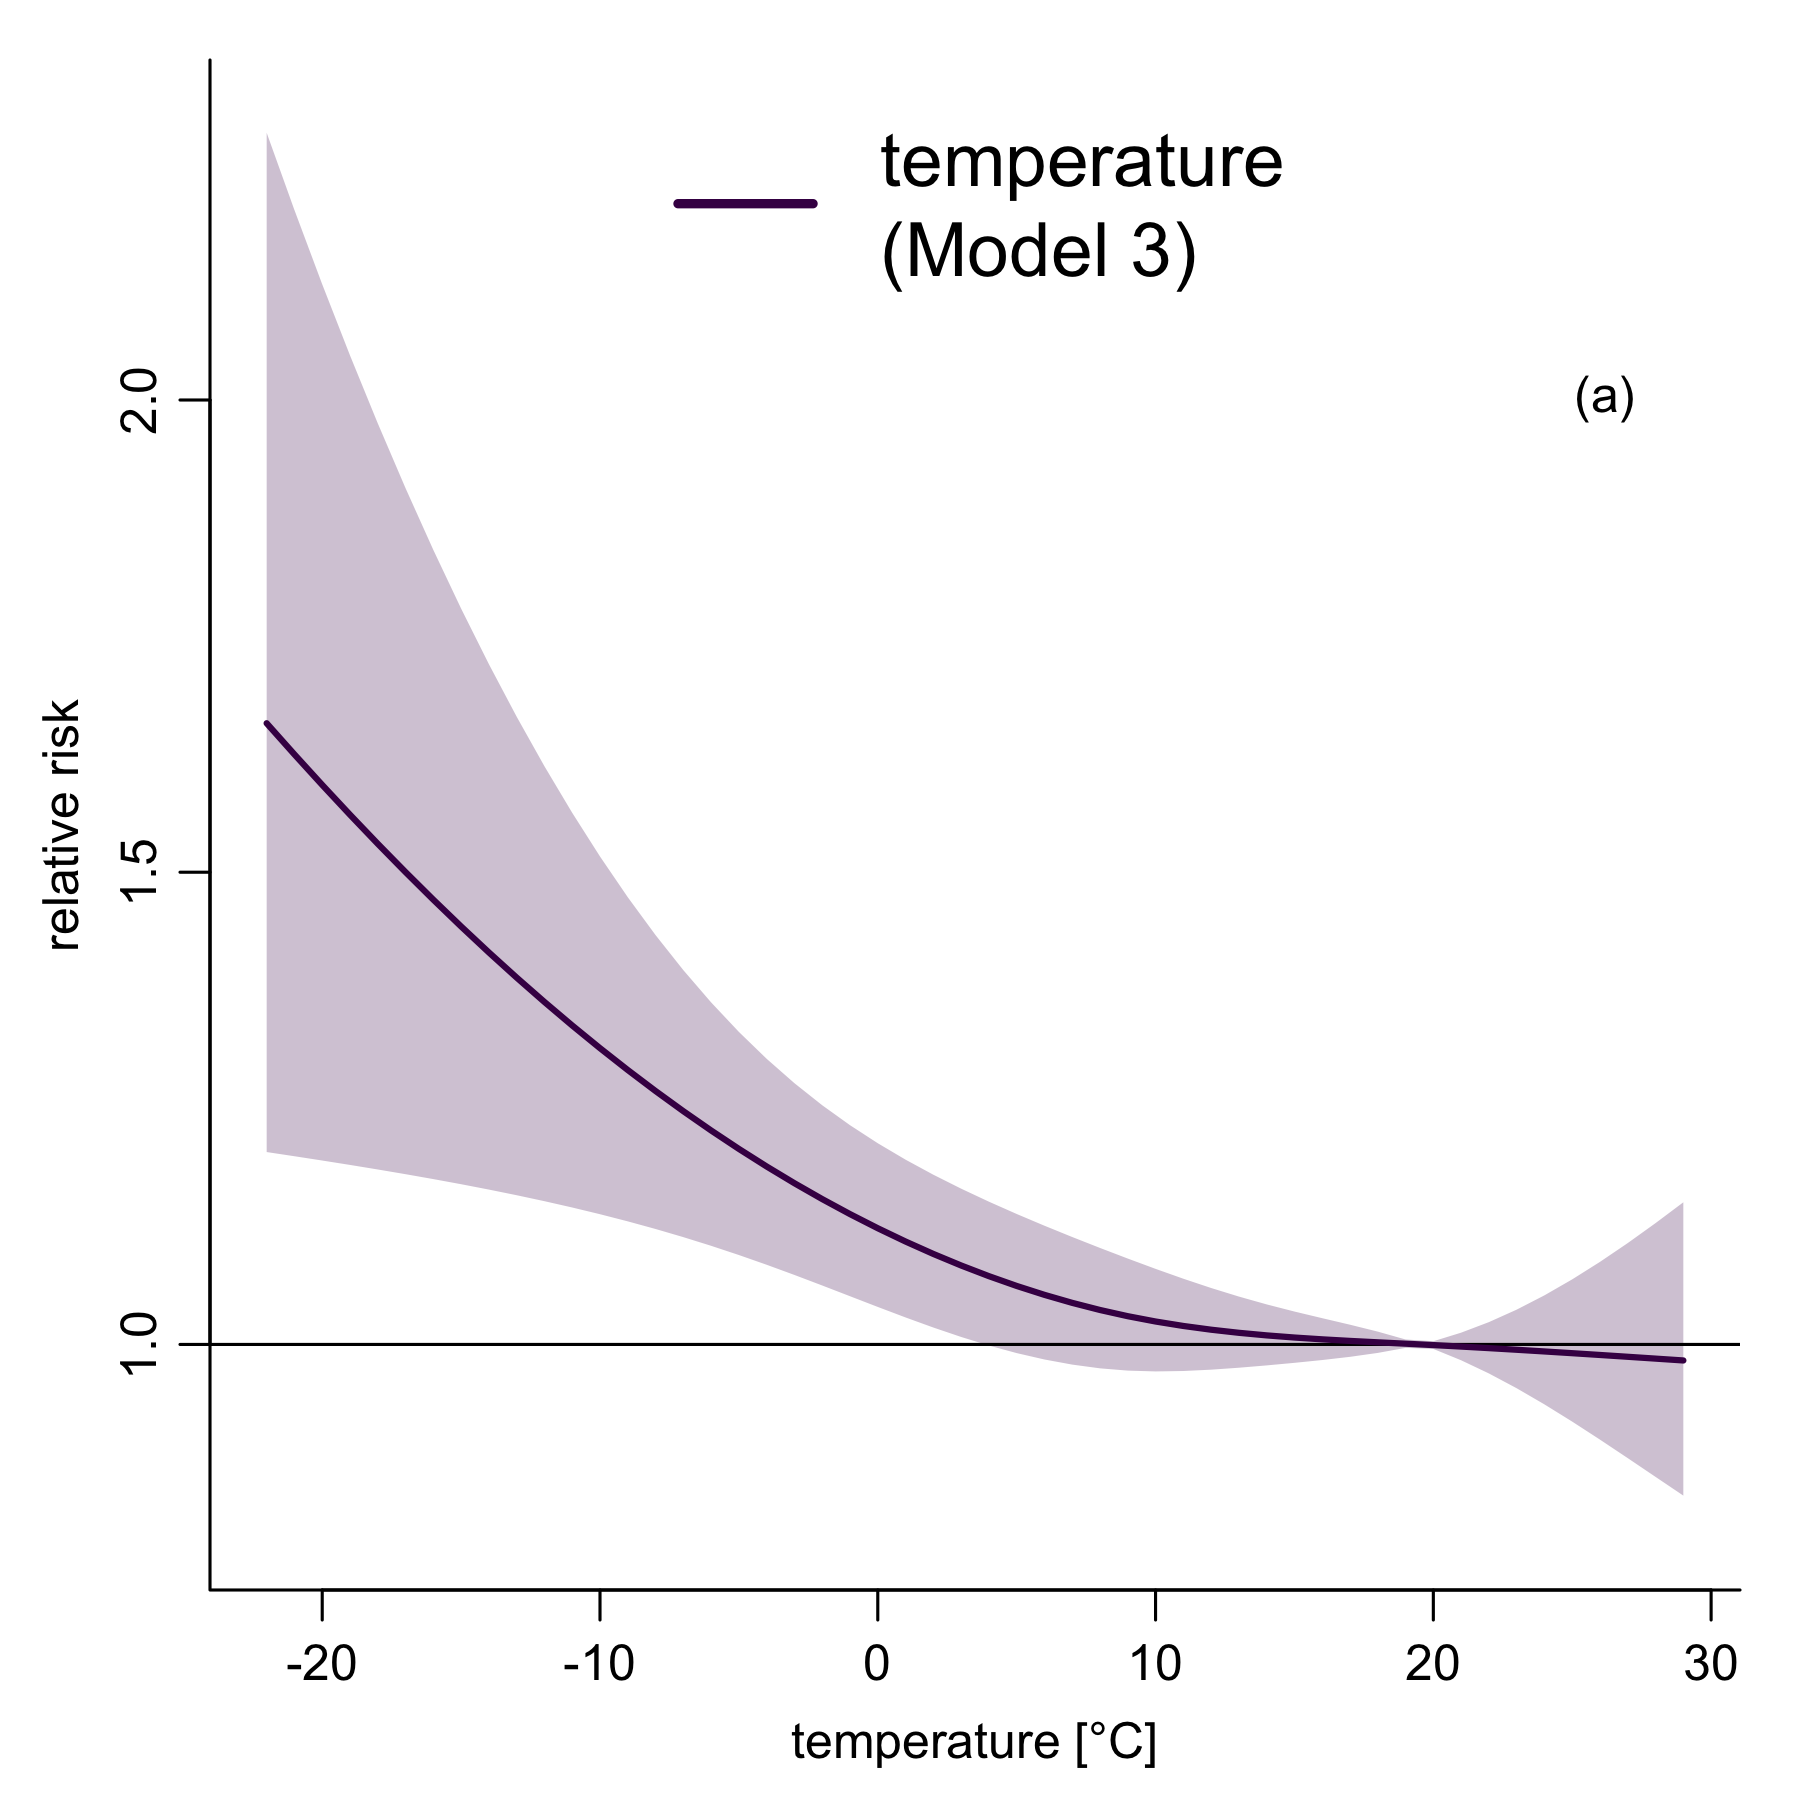 temperature
(Model 3)
(a)
2.0
1.5
1.0
relative risk
-20 -10 0 10 20 30
temperature [°C]